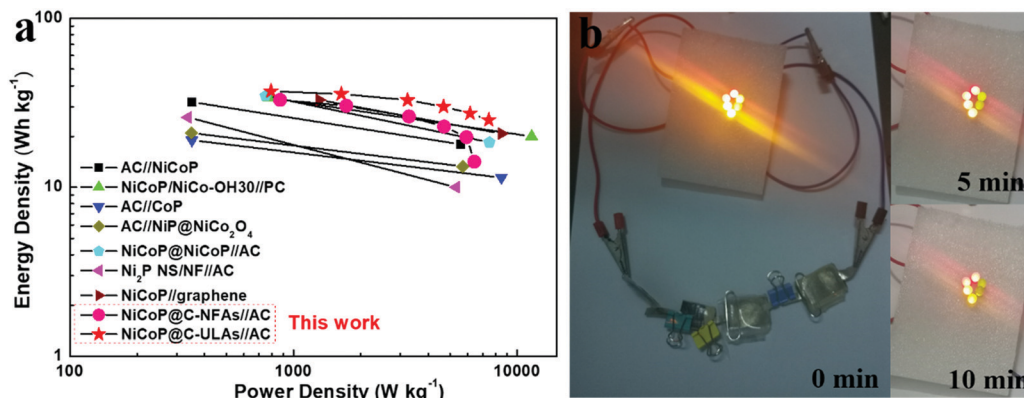 a
100
10
1
Energy Density (Wh kg⁻¹)
AC//NiCoP
NiCoP/NiCo-OH30//PC
AC//CoP
AC//NiP@NiCo₂O₄
NiCoP@NiCoP//AC
Ni₂P NS/NF//AC
NiCoP//graphene
NiCoP@C-NFAs//AC
NiCoP@C-ULAs//AC
This work
100
1000
10000
Power Density (W kg⁻¹)
b
0 min
5 min
10 min